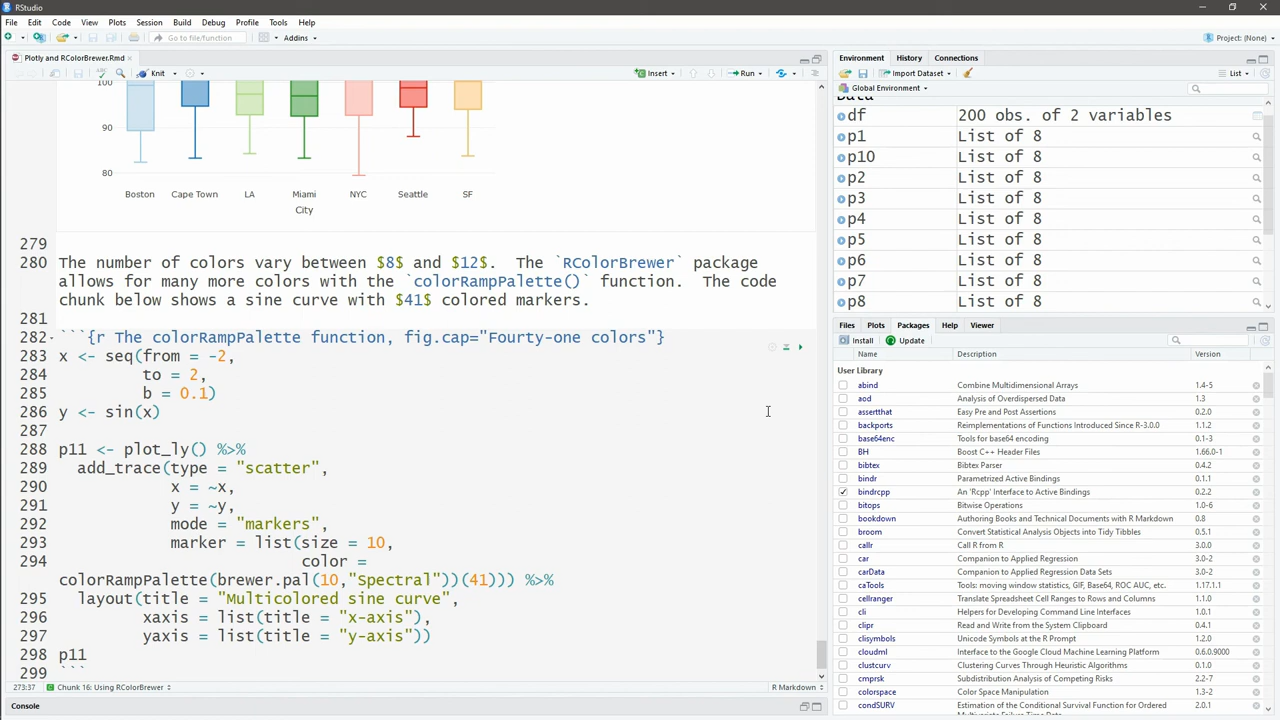 RStudio
File Edit Code View Plots Session Build Debug Profile Tools Help
Go to file/function Addins Project: (None)
Plotly and RColorBrewer.Rmd
Knit Insert Run
100
90
80
Boston Cape Town LA Miami NYC Seattle SF
City
279
280 The number of colors vary between $8$ and $12$. The `RColorBrewer` package
allows for many more colors with the `colorRampPalette()` function. The code
chunk below shows a sine curve with $41$ colored markers.
281
282 ```{r The colorRampPalette function, fig.cap="Fourty-one colors"}
283 x <- seq(from = -2,
284 to = 2,
285 b = 0.1)
286 y <- sin(x)
287
288 p11 <- plot_ly() %>%
289 add_trace(type = "scatter",
290 x = ~x,
291 y = ~y,
292 mode = "markers",
293 marker = list(size = 10,
294 color =
colorRampPalette(brewer.pal(10,"Spectral"))(41))) %>%
295 layout(title = "Multicolored sine curve",
296 xaxis = list(title = "x-axis"),
297 yaxis = list(title = "y-axis"))
298 p11
299 ```
273:37 Chunk 16: Using RColorBrewer R Markdown
Console
Environment History Connections
Import Dataset List
Global Environment
Data
df 200 obs. of 2 variables
p1 List of 8
p10 List of 8
p2 List of 8
p3 List of 8
p4 List of 8
p5 List of 8
p6 List of 8
p7 List of 8
p8 List of 8
Files Plots Packages Help Viewer
Install Update
Name Description Version
User Library
abind Combine Multidimensional Arrays 1.4-5
aod Analysis of Overdispersed Data 1.3
assertthat Easy Pre and Post Assertions 0.2.0
backports Reimplementations of Functions Introduced Since R-3.0.0 1.1.2
base64enc Tools for base64 encoding 0.1-3
BH Boost C++ Header Files 1.66.0-1
bibtex Bibtex Parser 0.4.2
bindr Parametrized Active Bindings 0.1.1
bindrcpp An 'Rcpp' Interface to Active Bindings 0.2.2
bitops Bitwise Operations 1.0-6
bookdown Authoring Books and Technical Documents with R Markdown 0.8
broom Convert Statistical Analysis Objects into Tidy Tibbles 0.5.1
callr Call R from R 3.0.0
car Companion to Applied Regression 3.0-2
carData Companion to Applied Regression Data Sets 3.0-2
caTools Tools: moving window statistics, GIF, Base64, ROC AUC, etc. 1.17.1.1
cellranger Translate Spreadsheet Cell Ranges to Rows and Columns 1.1.0
cli Helpers for Developing Command Line Interfaces 1.0.1
clipr Read and Write from the System Clipboard 0.4.1
clisymbols Unicode Symbols at the R Prompt 1.2.0
cloudml Interface to the Google Cloud Machine Learning Platform 0.6.0.9000
clustcurv Clustering Curves Through Heuristic Algorithms 0.1.0
cmprsk Subdistribution Analysis of Competing Risks 2.2-7
colorspace Color Space Manipulation 1.3-2
condSURV Estimation of the Conditional Survival Function for Ordered 2.0.1